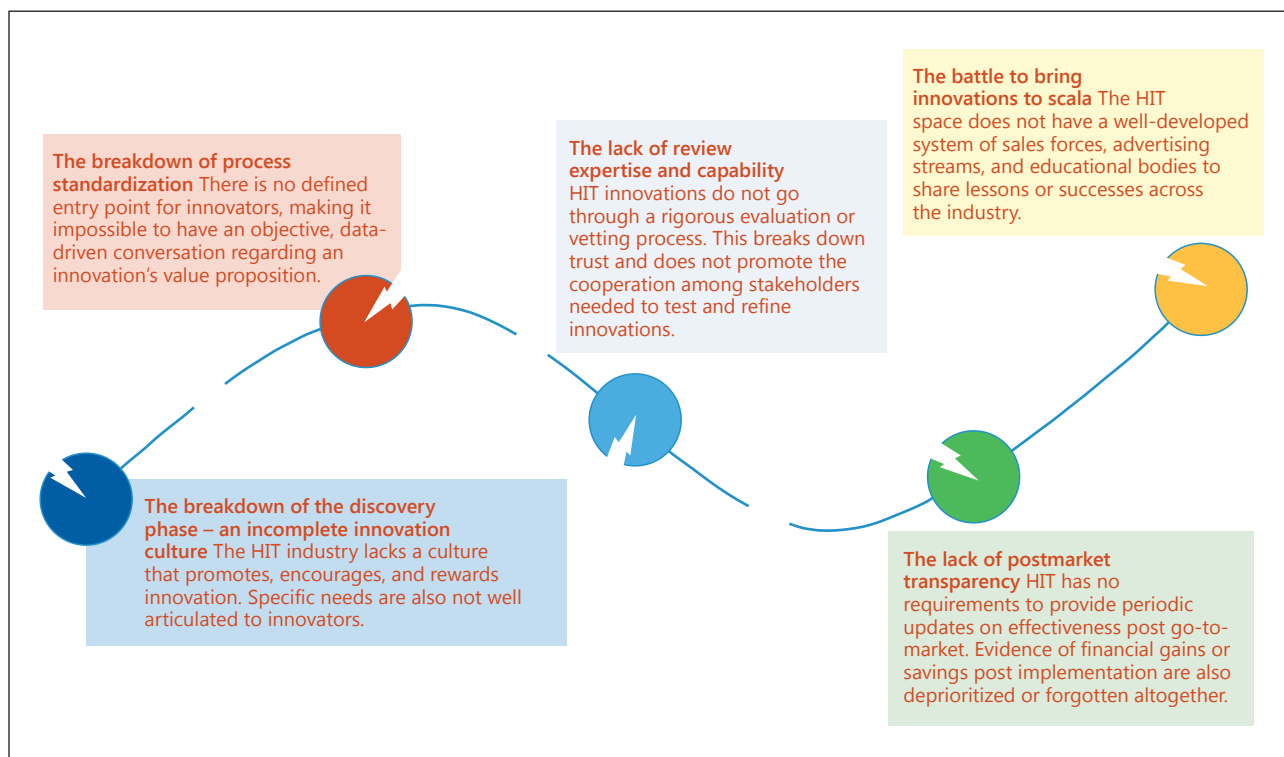 The battle to bring
innovations to scala The HIT
space does not have a well-developed
system of sales forces, advertising
streams, and educational bodies to
share lessons or successes across
the industry.
The breakdown of process
standardization There is no defined
entry point for innovators, making it
impossible to have an objective, data-
driven conversation regarding an
innovation’s value proposition.
The lack of review
expertise and capability
HIT innovations do not go
through a rigorous evaluation or
vetting process. This breaks down
trust and does not promote the
cooperation among stakeholders
needed to test and refine
innovations.
The breakdown of the discovery
phase – an incomplete innovation
culture The HIT industry lacks a culture
that promotes, encourages, and rewards
innovation. Specific needs are also not well
articulated to innovators.
The lack of postmarket
transparency HIT has no
requirements to provide periodic
updates on effectiveness post go-to-
market. Evidence of financial gains or
savings post implementation are also
deprioritized or forgotten altogether.